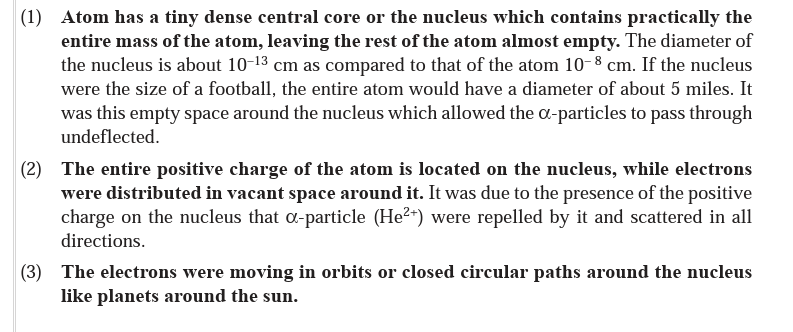 (1) Atom has a tiny dense central core or the nucleus which contains practically the
entire mass of the atom, leaving the rest of the atom almost empty. The diameter of
the nucleus is about 10⁻¹³ cm as compared to that of the atom 10⁻⁸ cm. If the nucleus
were the size of a football, the entire atom would have a diameter of about 5 miles. It
was this empty space around the nucleus which allowed the α-particles to pass through
undeflected.
(2) The entire positive charge of the atom is located on the nucleus, while electrons
were distributed in vacant space around it. It was due to the presence of the positive
charge on the nucleus that α-particle (He²⁺) were repelled by it and scattered in all
directions.
(3) The electrons were moving in orbits or closed circular paths around the nucleus
like planets around the sun.